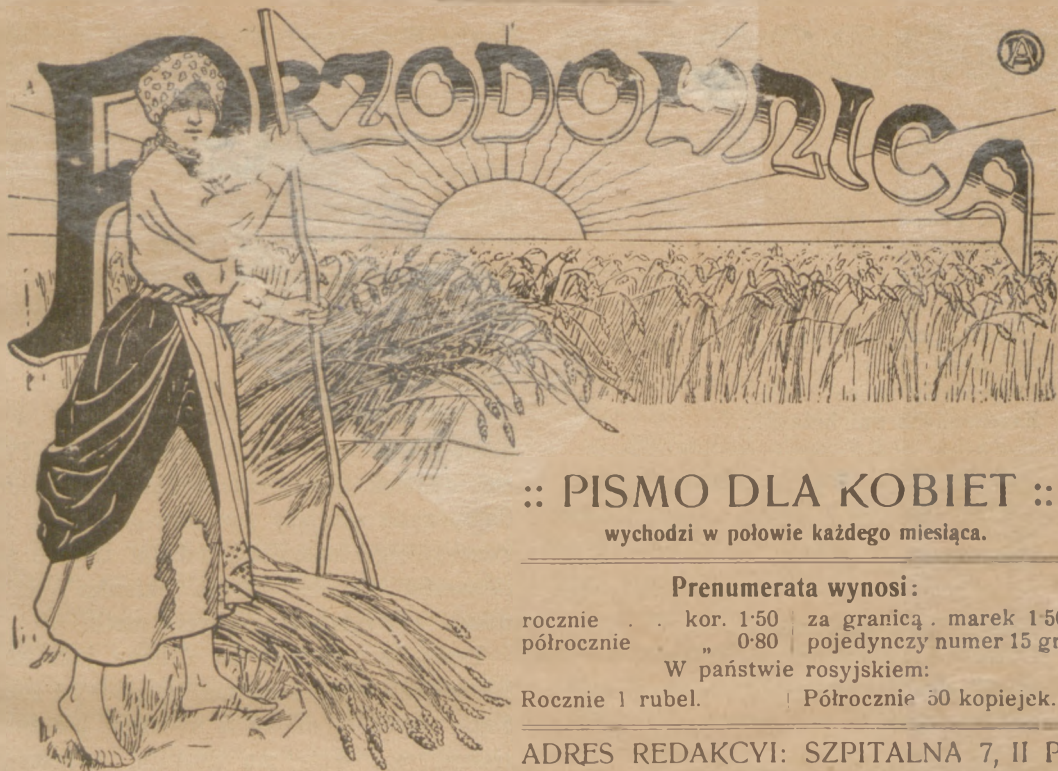 PRZODOWNICA
:: PISMO DLA KOBIET ::
wychodzi w połowie każdego miesiąca.
Prenumerata wynosi:
rocznie . . kor. 1·50 za granicą . marek 1·50
półrocznie „ 0·80 pojedynczy numer 15 gr
W państwie rosyjskiem:
Rocznie 1 rubel. Półrocznie 50 kopiejek.
ADRES REDAKCYI: SZPITALNA 7, II P